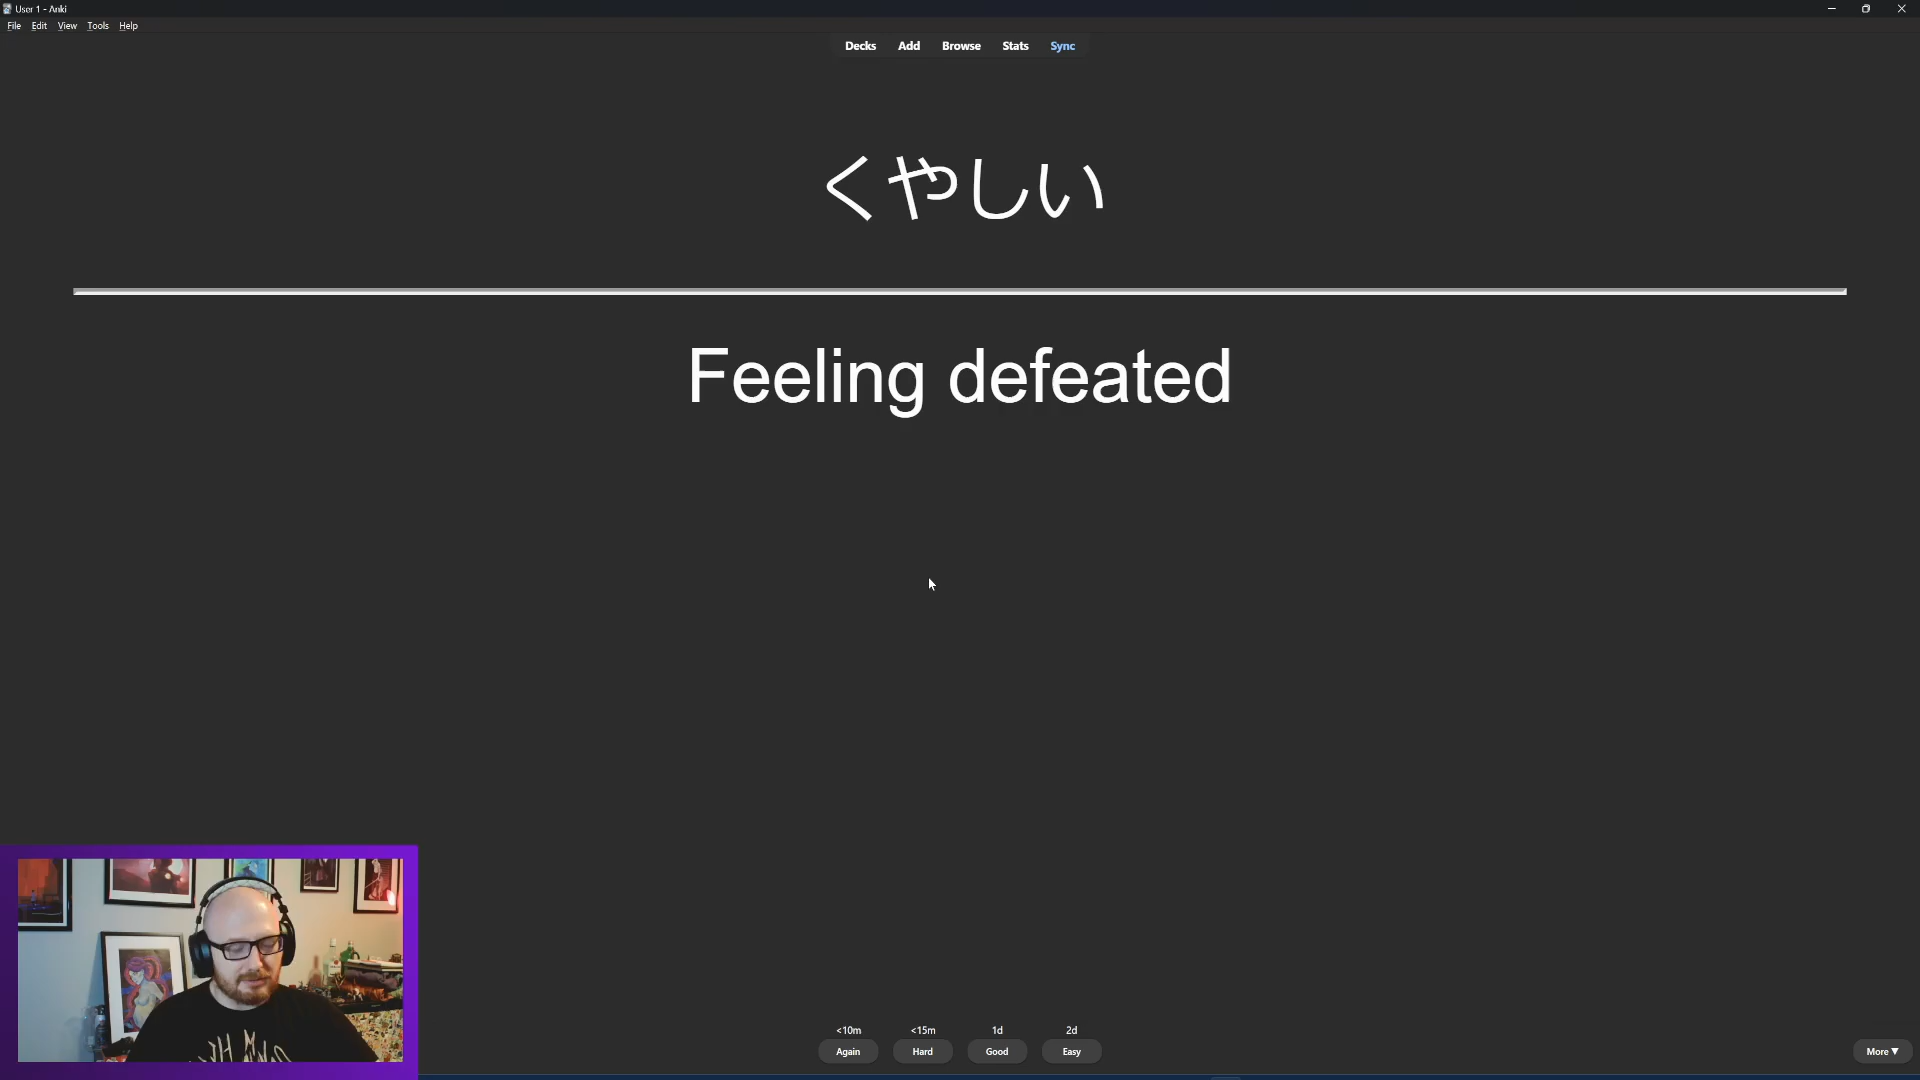 User 1 - Anki
File Edit View Tools Help
Decks Add Browse Stats Sync
くやしい
Feeling defeated
<10m <15m 1d 2d
Again Hard Good Easy
More ▼